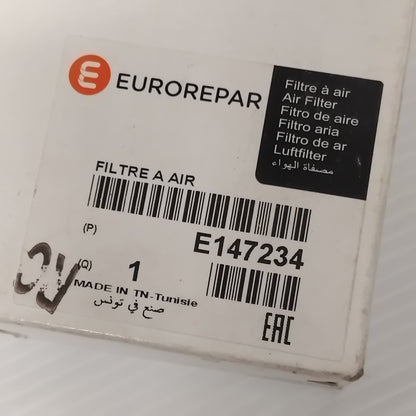 EUROREPAR
Filtre à air
Air Filter
Fitro de aire
Filtro aria
Filtro de ar
Luftfilter
مصفاة الهواء
FILTRE A AIR
(P)
E147234
(Q) 1
MADE IN TN-Tunisie
صنع في تونس
EAC